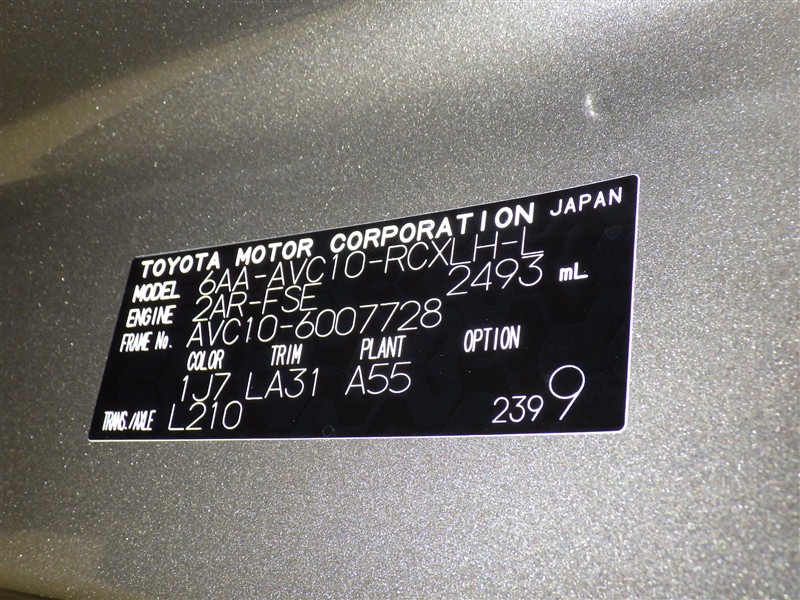 TOYOTA MOTOR CORPORATION JAPAN
MODEL 6AA-AVC10-RCXLH-L
ENGINE 2AR-FSE 2493 mL
FRAME No. AVC10-6007728
COLOR TRIM PLANT OPTION
1J7 LA31 A55
TRANS./AXLE L210 239 9